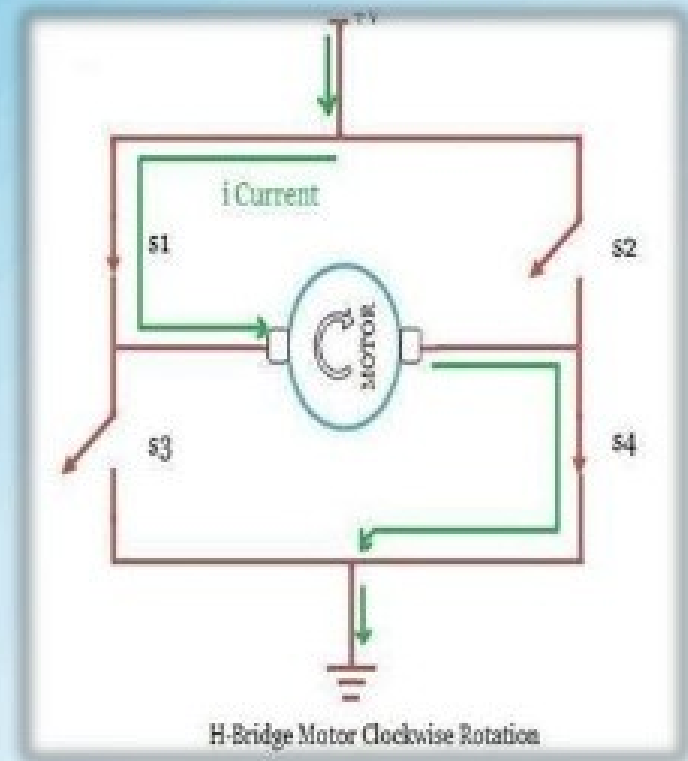 +V
i Current
s1
s2
MOTOR
s3
s4
H-Bridge Motor Clockwise Rotation